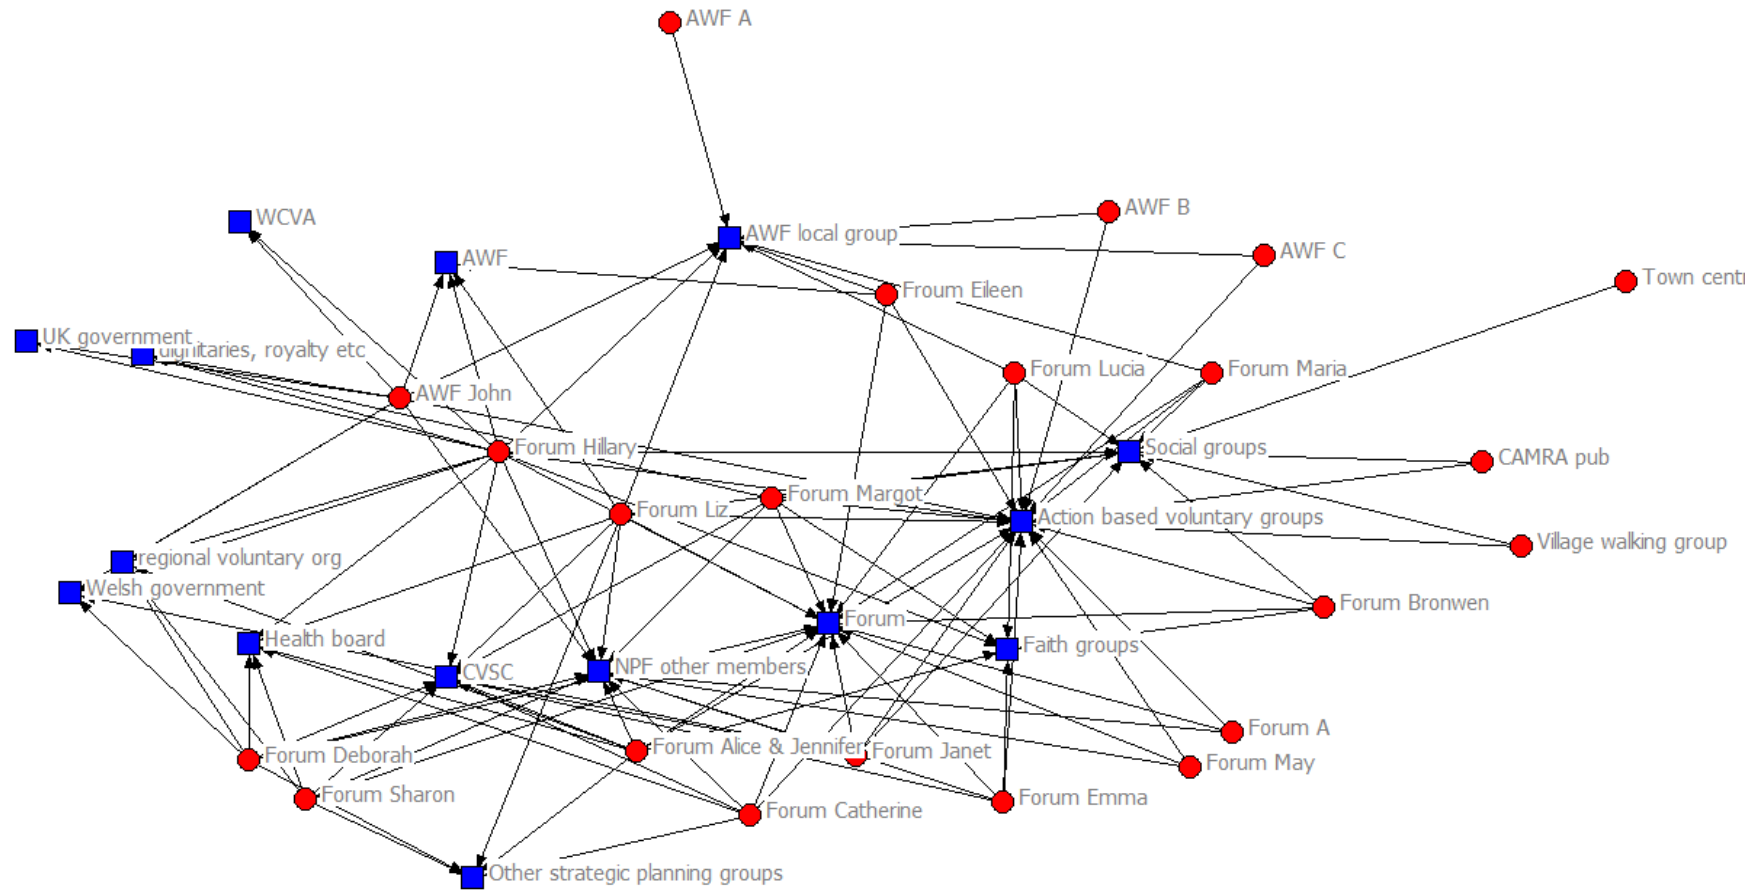 AWF A
AWF B
WCVA
AWF local group
AWF C
AWF
Town centr
Froum Eileen
UK government
dignitaries, royalty etc
Forum Lucia
Forum Maria
AWF John
Forum Hillary
Social groups
CAMRA pub
Forum Margot
Forum Liz
Action based voluntary groups
Village walking group
regional voluntary org
Welsh government
Forum Bronwen
Forum
Health board
Faith groups
NPF other members
CVSC
Forum A
Forum Alice & Jennifer
Forum Janet
Forum Deborah
Forum May
Forum Sharon
Forum Emma
Forum Catherine
Other strategic planning groups